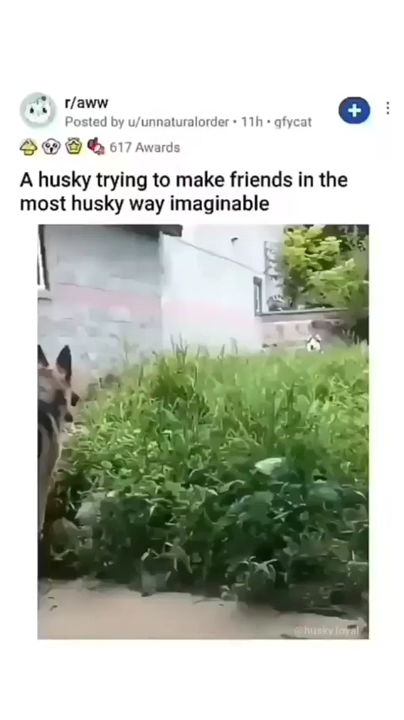 r/aww
Posted by u/unnaturalorder • 11h • gfycat
617 Awards
A husky trying to make friends in the
most husky way imaginable
@husky.loyal